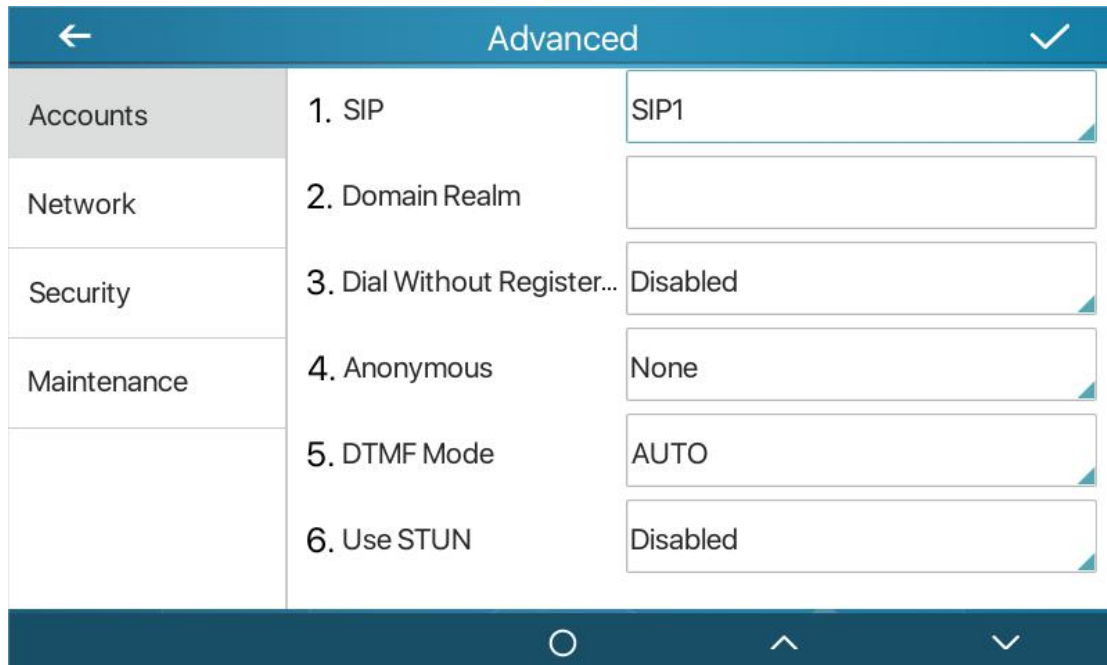 Advanced
Accounts
Network
Security
Maintenance
1. SIP SIP1
2. Domain Realm
3. Dial Without Register... Disabled
4. Anonymous None
5. DTMF Mode AUTO
6. Use STUN Disabled